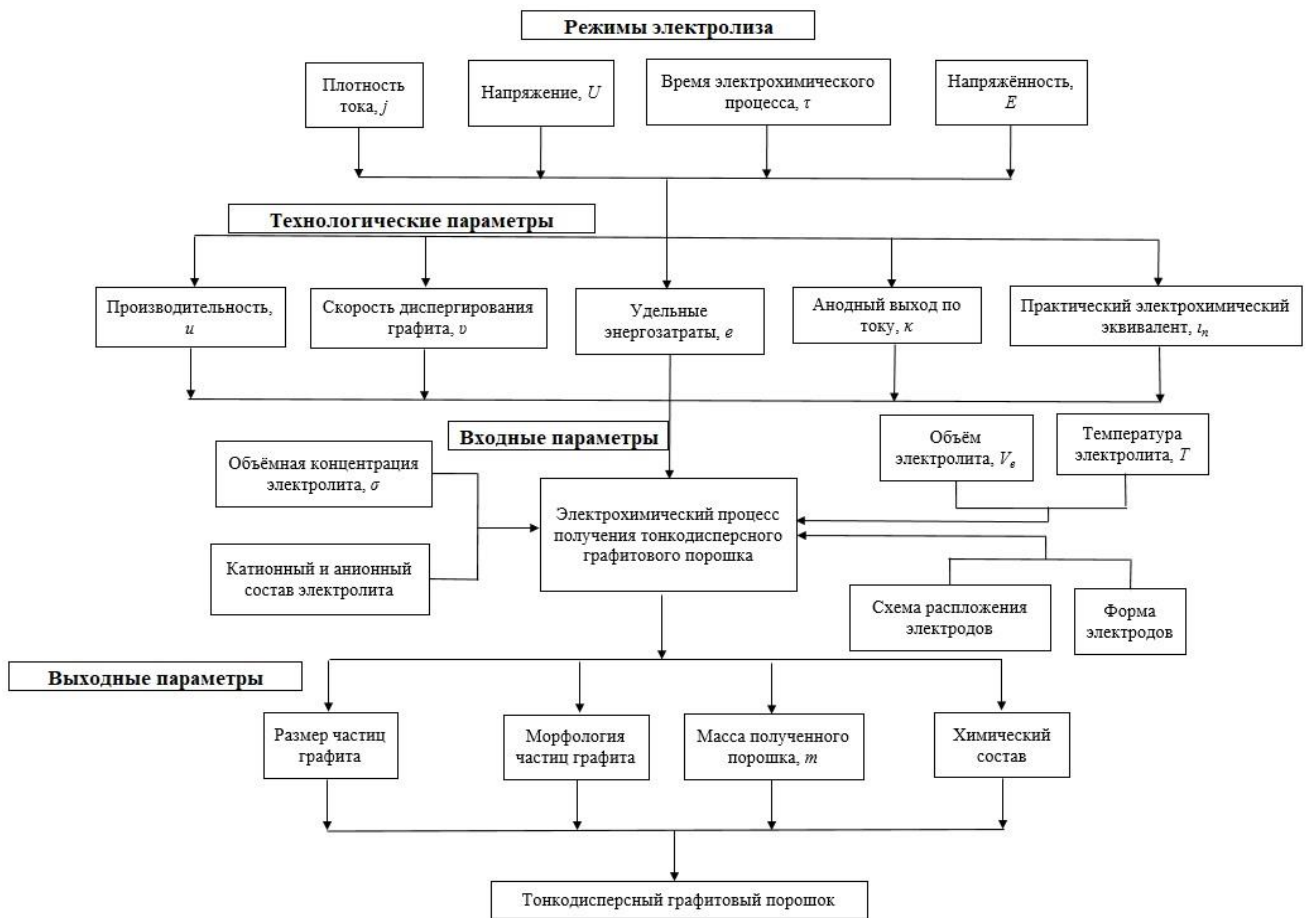 Режимы электролиза
Плотность
тока, j
Напряжение, U
Время электрохимического
процесса, τ
Напряжённость,
E
Технологические параметры
Производительность,
u
Скорость диспергирования
графита, υ
Удельные
энергозатраты, e
Анодный выход по
току, κ
Практический электрохимический
эквивалент, ιₙ
Входные параметры
Объёмная концентрация
электролита, σ
Катионный и анионный
состав электролита
Электрохимический процесс
получения тонкодисперсного
графитового порошка
Объём
электролита, Vₑ
Температура
электролита, T
Схема распложения
электродов
Форма
электродов
Выходные параметры
Размер частиц
графита
Морфология
частиц графита
Масса полученного
порошка, m
Химический
состав
Тонкодисперсный графитовый порошок